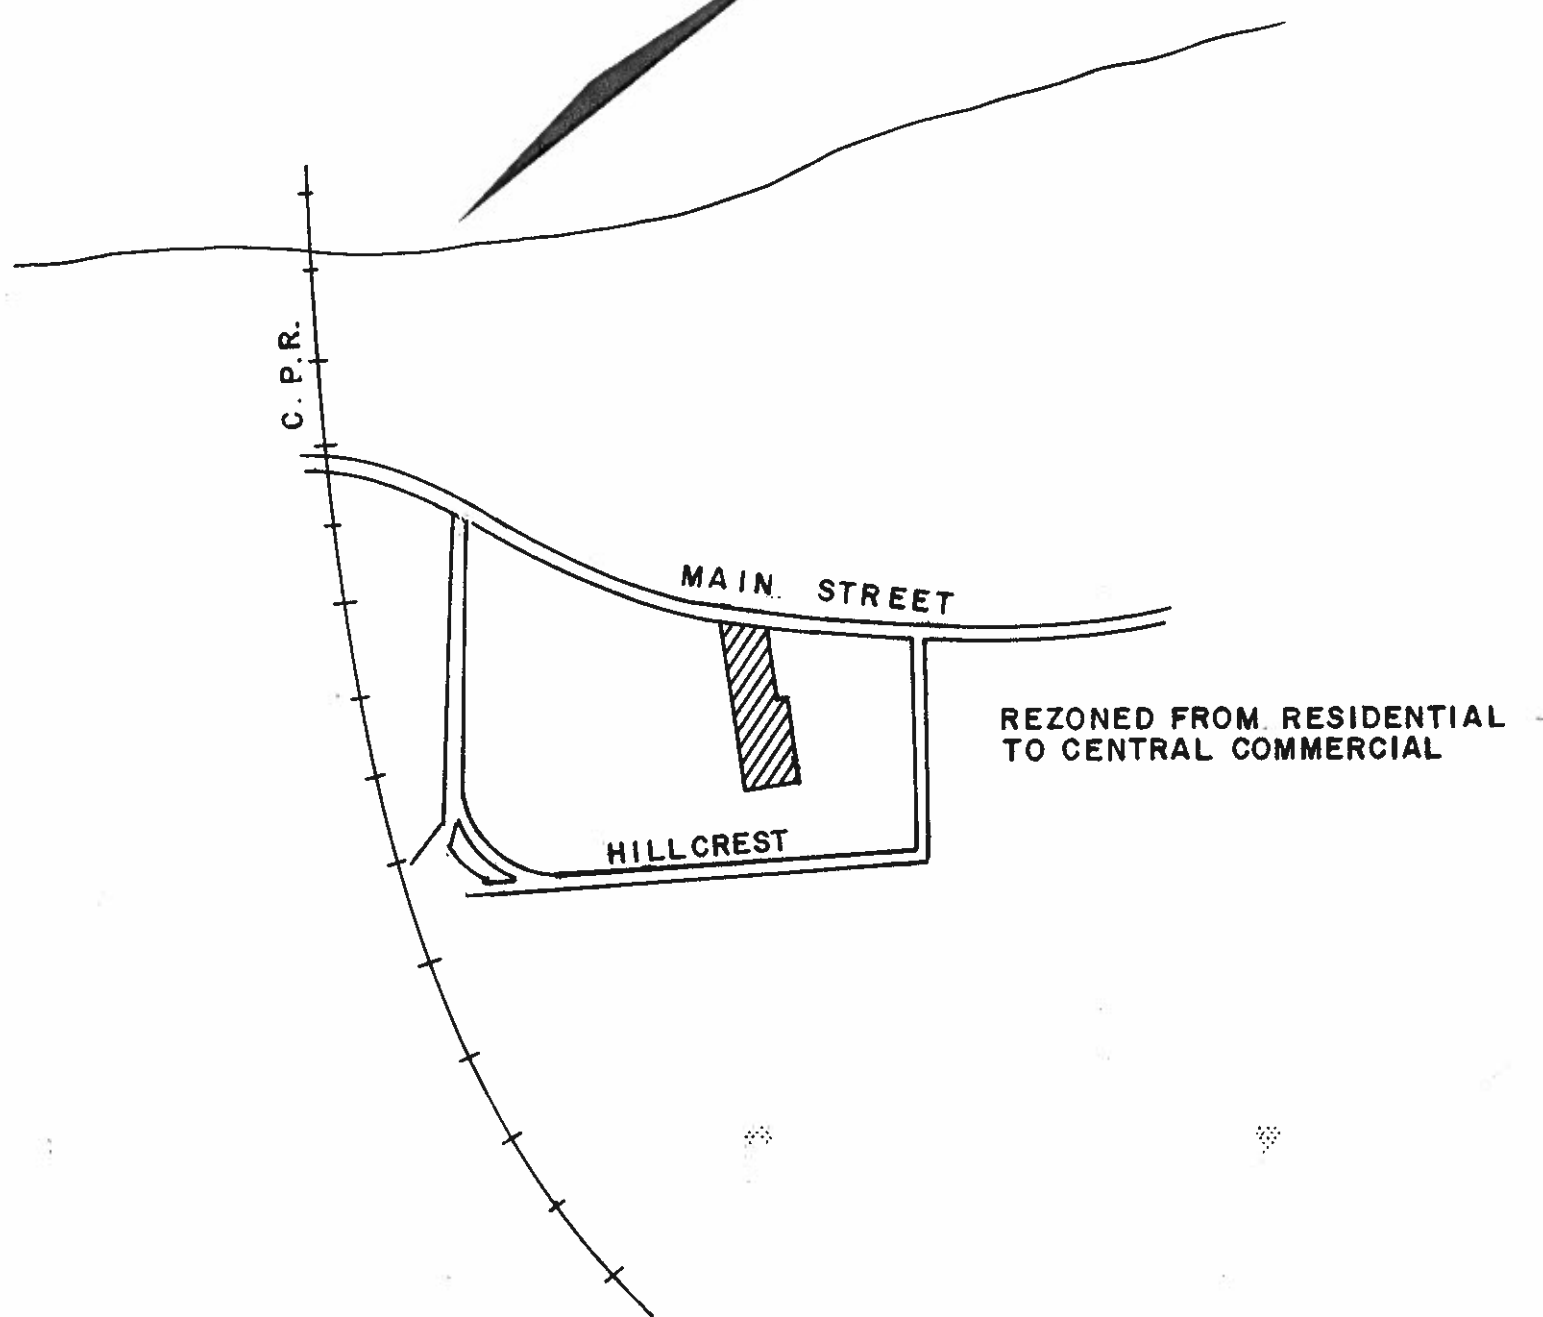 C. P. R.
MAIN STREET
REZONED FROM RESIDENTIAL
TO CENTRAL COMMERCIAL
HILLCREST